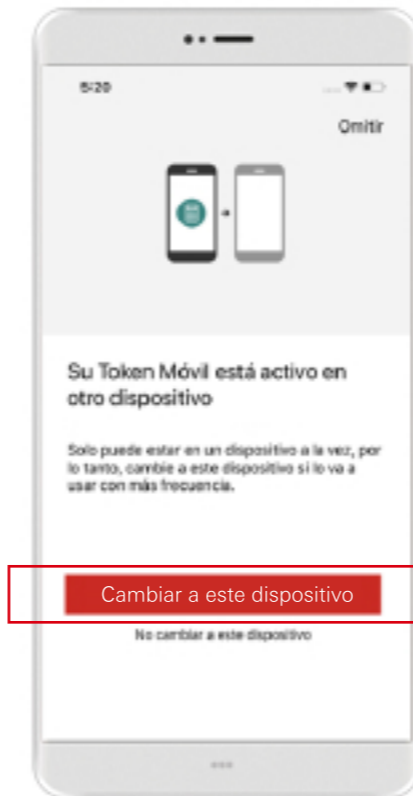 5:20
Omitir
Su Token Móvil está activo en
otro dispositivo
Solo puede estar en un dispositivo a la vez, por
lo tanto, cambie a este dispositivo si lo va a
usar con más frecuencia.
Cambiar a este dispositivo
No cambiar a este dispositivo